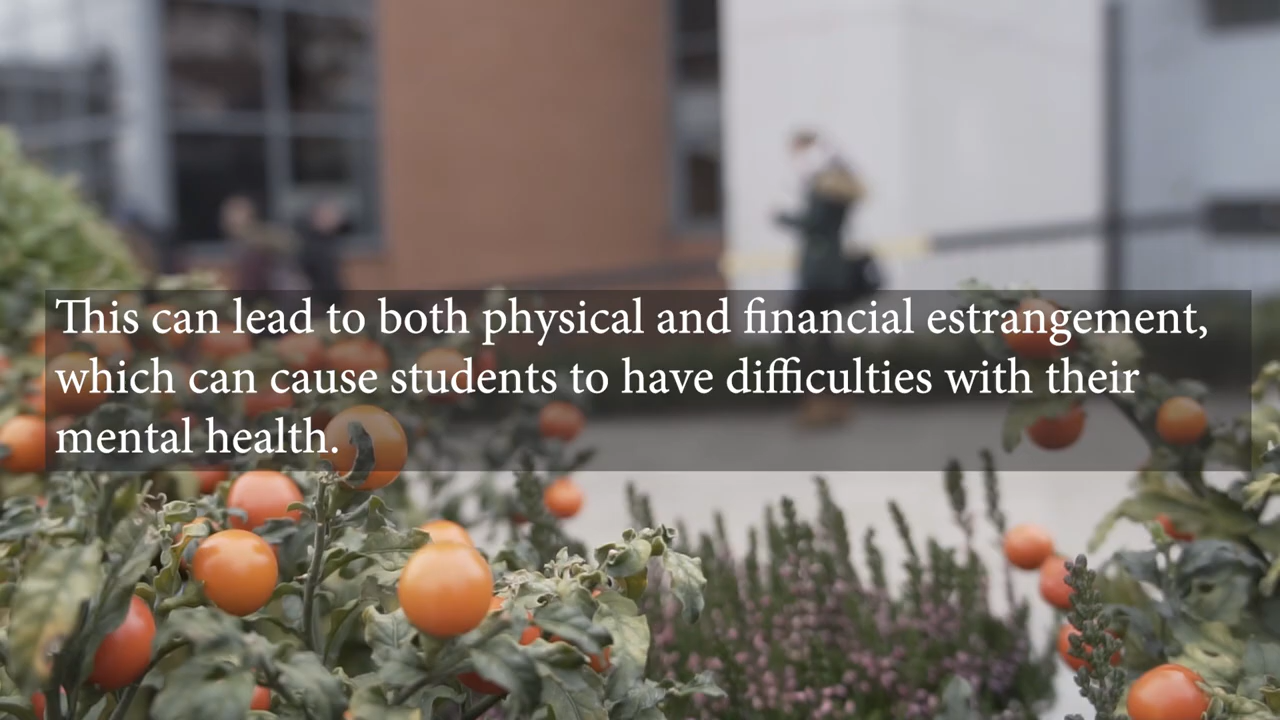 This can lead to both physical and financial estrangement,
which can cause students to have difficulties with their
mental health.